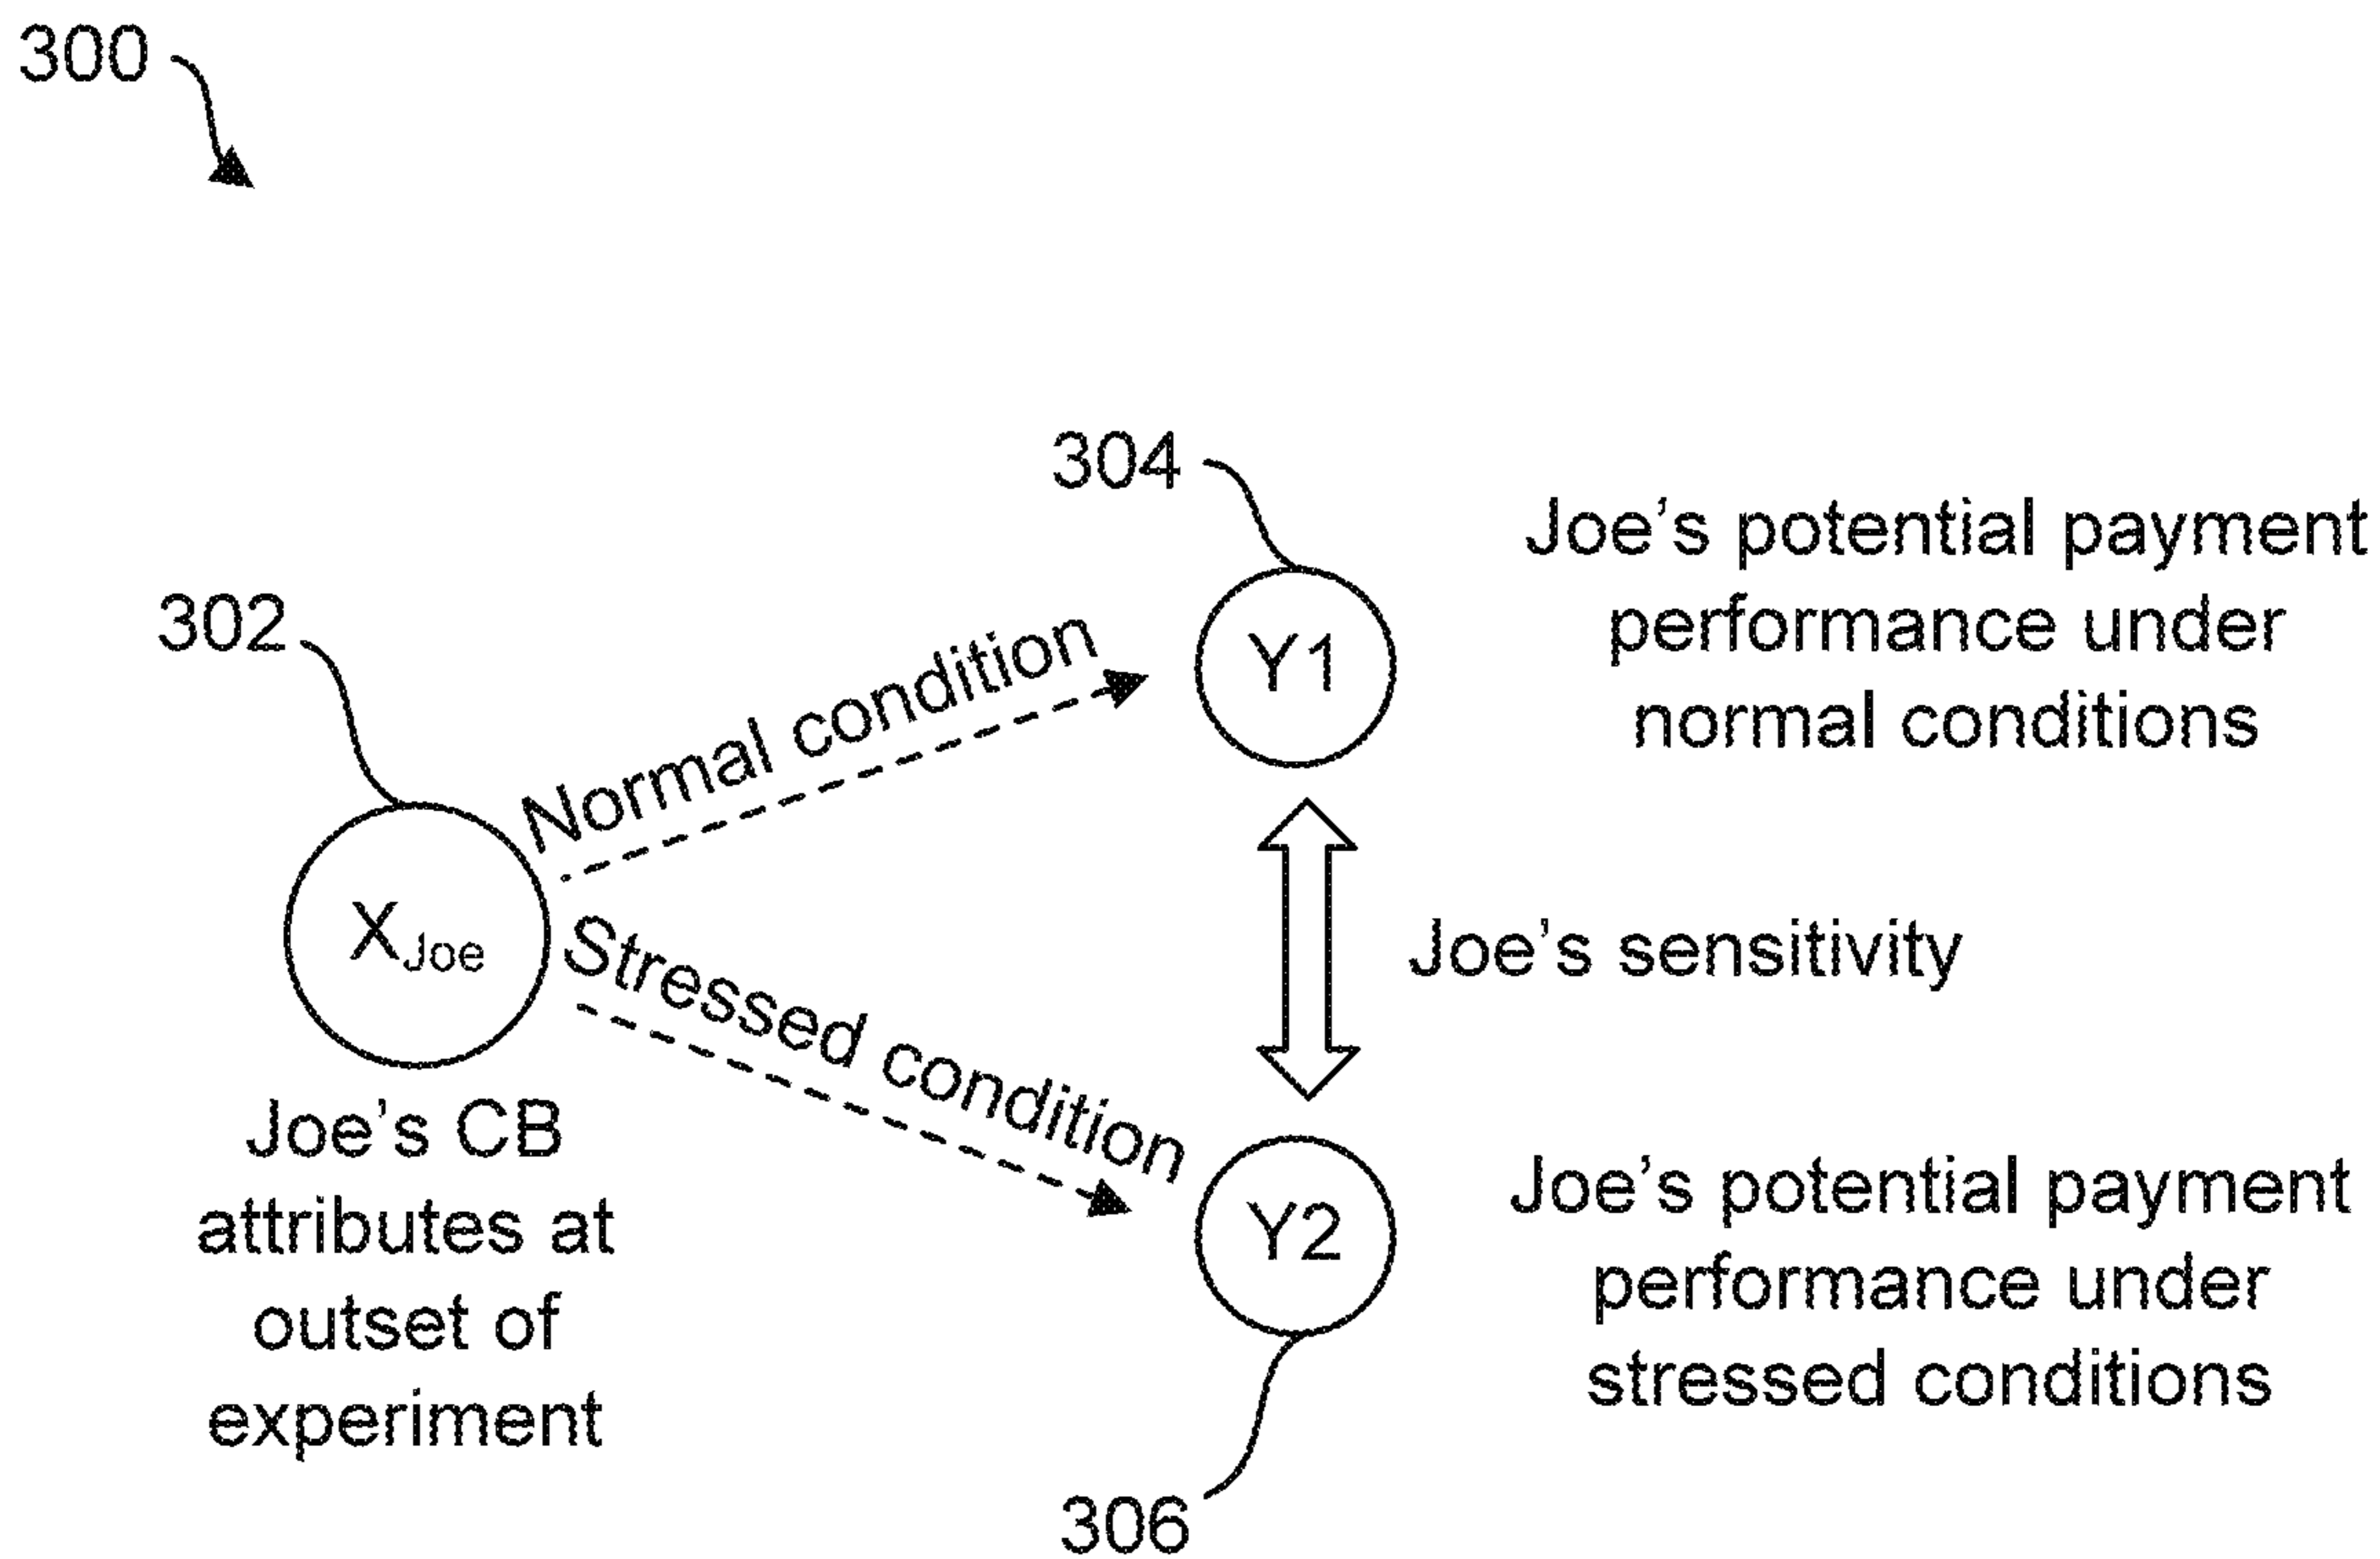 300
304
Joe's potential payment
performance under
normal conditions
302
Normal condition
Y1
X Joe
Joe's sensitivity
Stressed condition
Joe's CB
attributes at
outset of
experiment
Y2
Joe's potential payment
performance under
stressed conditions
306